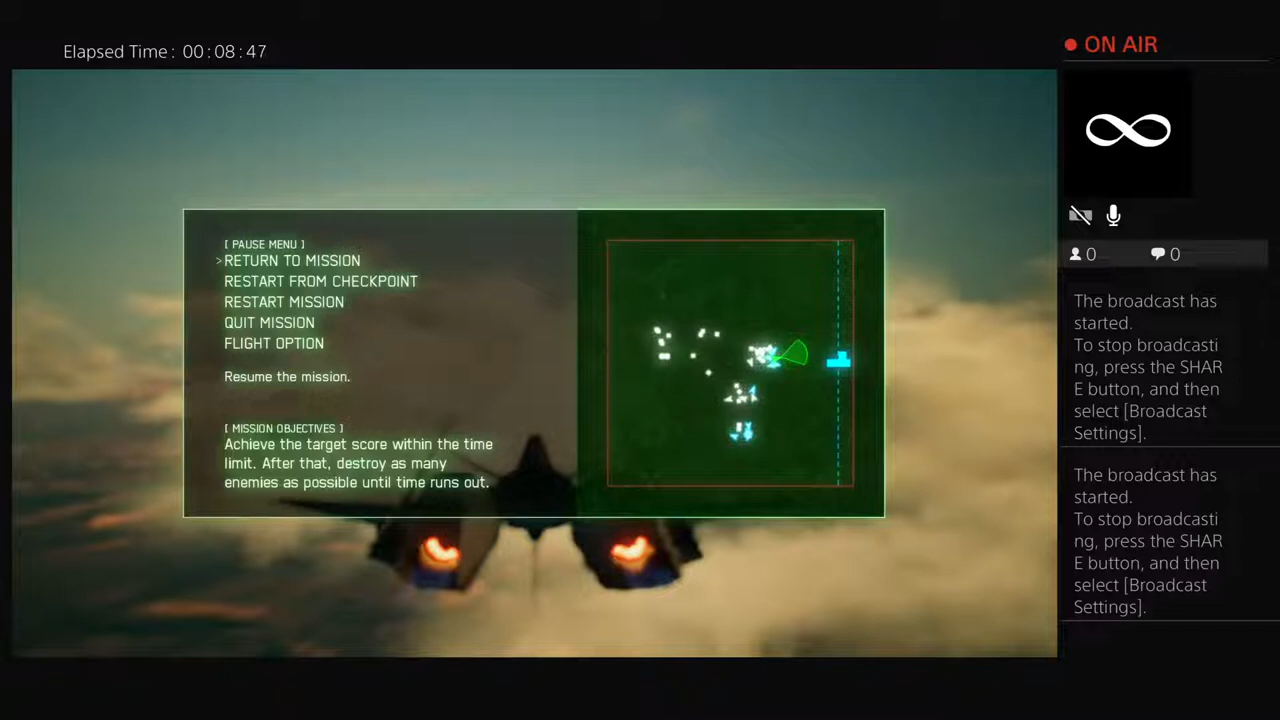 Elapsed Time: 00:08:47
ON AIR
[ PAUSE MENU ]
>RETURN TO MISSION
RESTART FROM CHECKPOINT
RESTART MISSION
QUIT MISSION
FLIGHT OPTION
Resume the mission.
[ MISSION OBJECTIVES ]
Achieve the target score within the time
limit. After that, destroy as many
enemies as possible until time runs out.
0 0
The broadcast has
started.
To stop broadcasti
ng, press the SHAR
E button, and then
select [Broadcast
Settings].
The broadcast has
started.
To stop broadcasti
ng, press the SHAR
E button, and then
select [Broadcast
Settings].